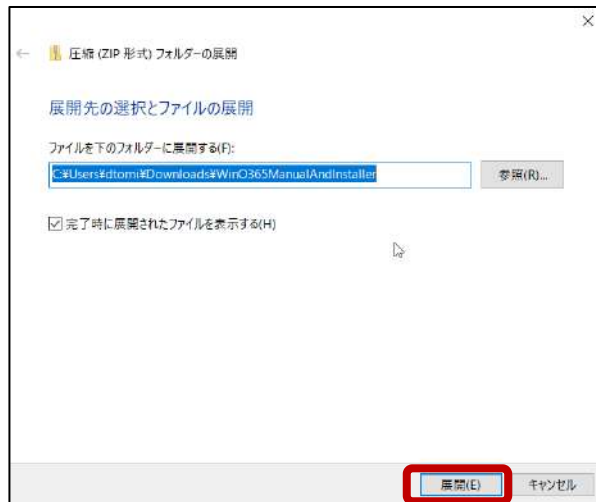 圧縮 (ZIP 形式) フォルダーの展開
展開先の選択とファイルの展開
ファイルを下のフォルダーに展開する(F):
C:¥Users¥dtomi¥Downloads¥WinO365ManualAndInstaller
参照(R)...
完了時に展開されたファイルを表示する(H)
展開(E)
キャンセル